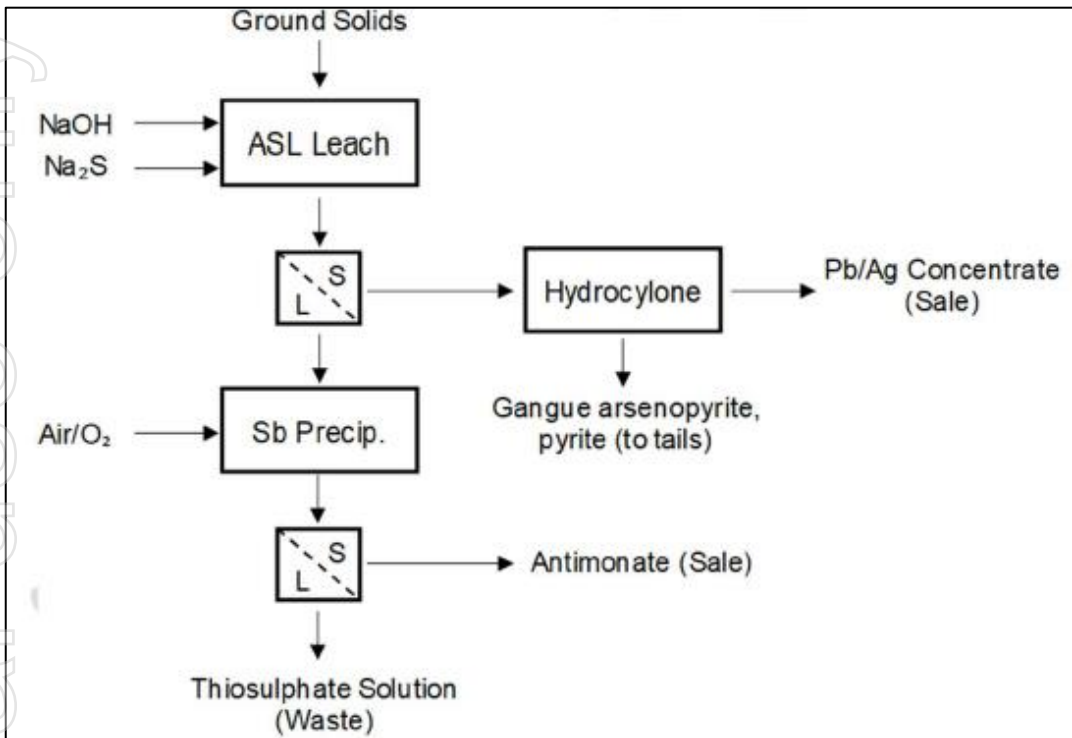 Ground Solids
NaOH
Na₂S
ASL Leach
S
L
Hydrocylone
Pb/Ag Concentrate
(Sale)
Gangue arsenopyrite,
pyrite (to tails)
Air/O₂
Sb Precip.
S
L
Antimonate (Sale)
Thiosulphate Solution
(Waste)